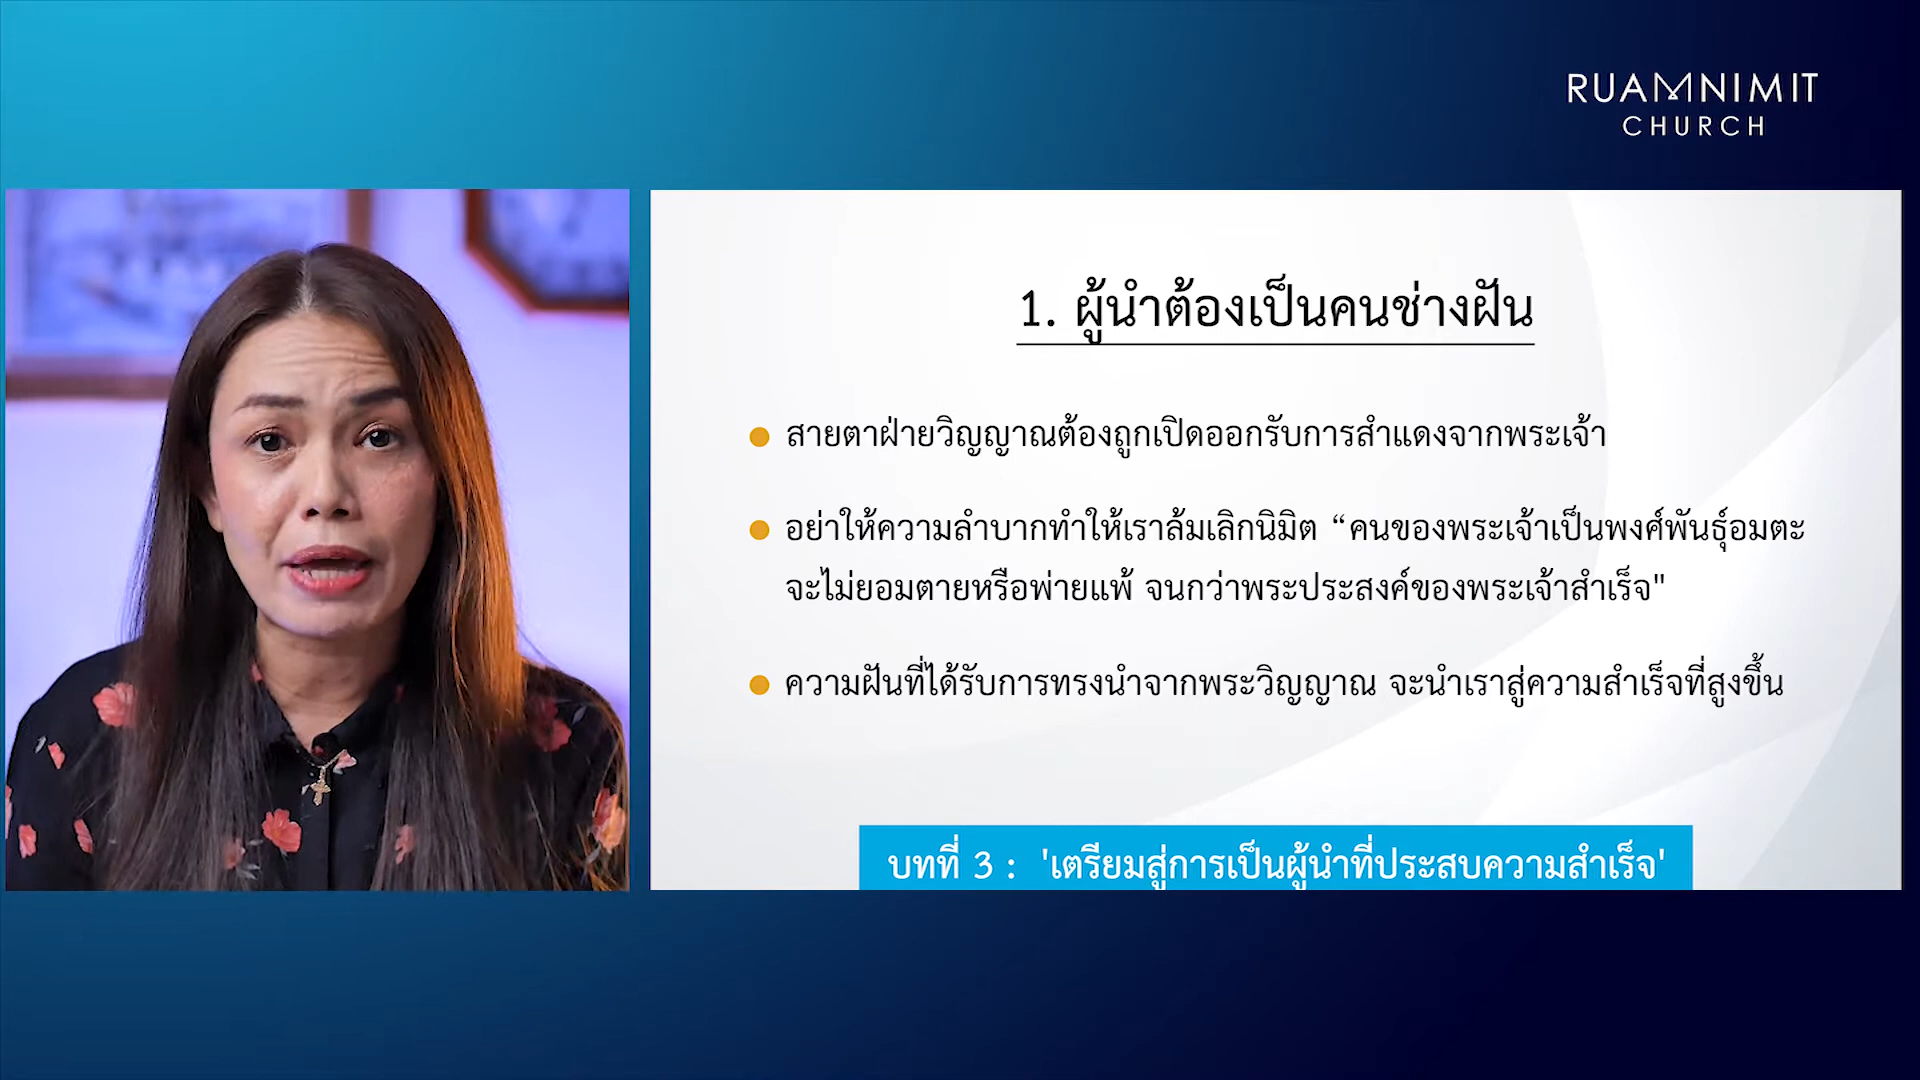 RUAMNIMIT
CHURCH
1. ผู้นำต้องเป็นคนช่างฝัน
สายตาฝ่ายวิญญาณต้องถูกเปิดออกรับการสำแดงจากพระเจ้า
อย่าให้ความลำบากทำให้เราล้มเลิกนิมิต “คนของพระเจ้าเป็นพงศ์พันธุ์อมตะ
จะไม่ยอมตายหรือพ่ายแพ้ จนกว่าพระประสงค์ของพระเจ้าสำเร็จ"
ความฝันที่ได้รับการทรงนำจากพระวิญญาณ จะนำเราสู่ความสำเร็จที่สูงขึ้น
บทที่ 3 : 'เตรียมสู่การเป็นผู้นำที่ประสบความสำเร็จ'